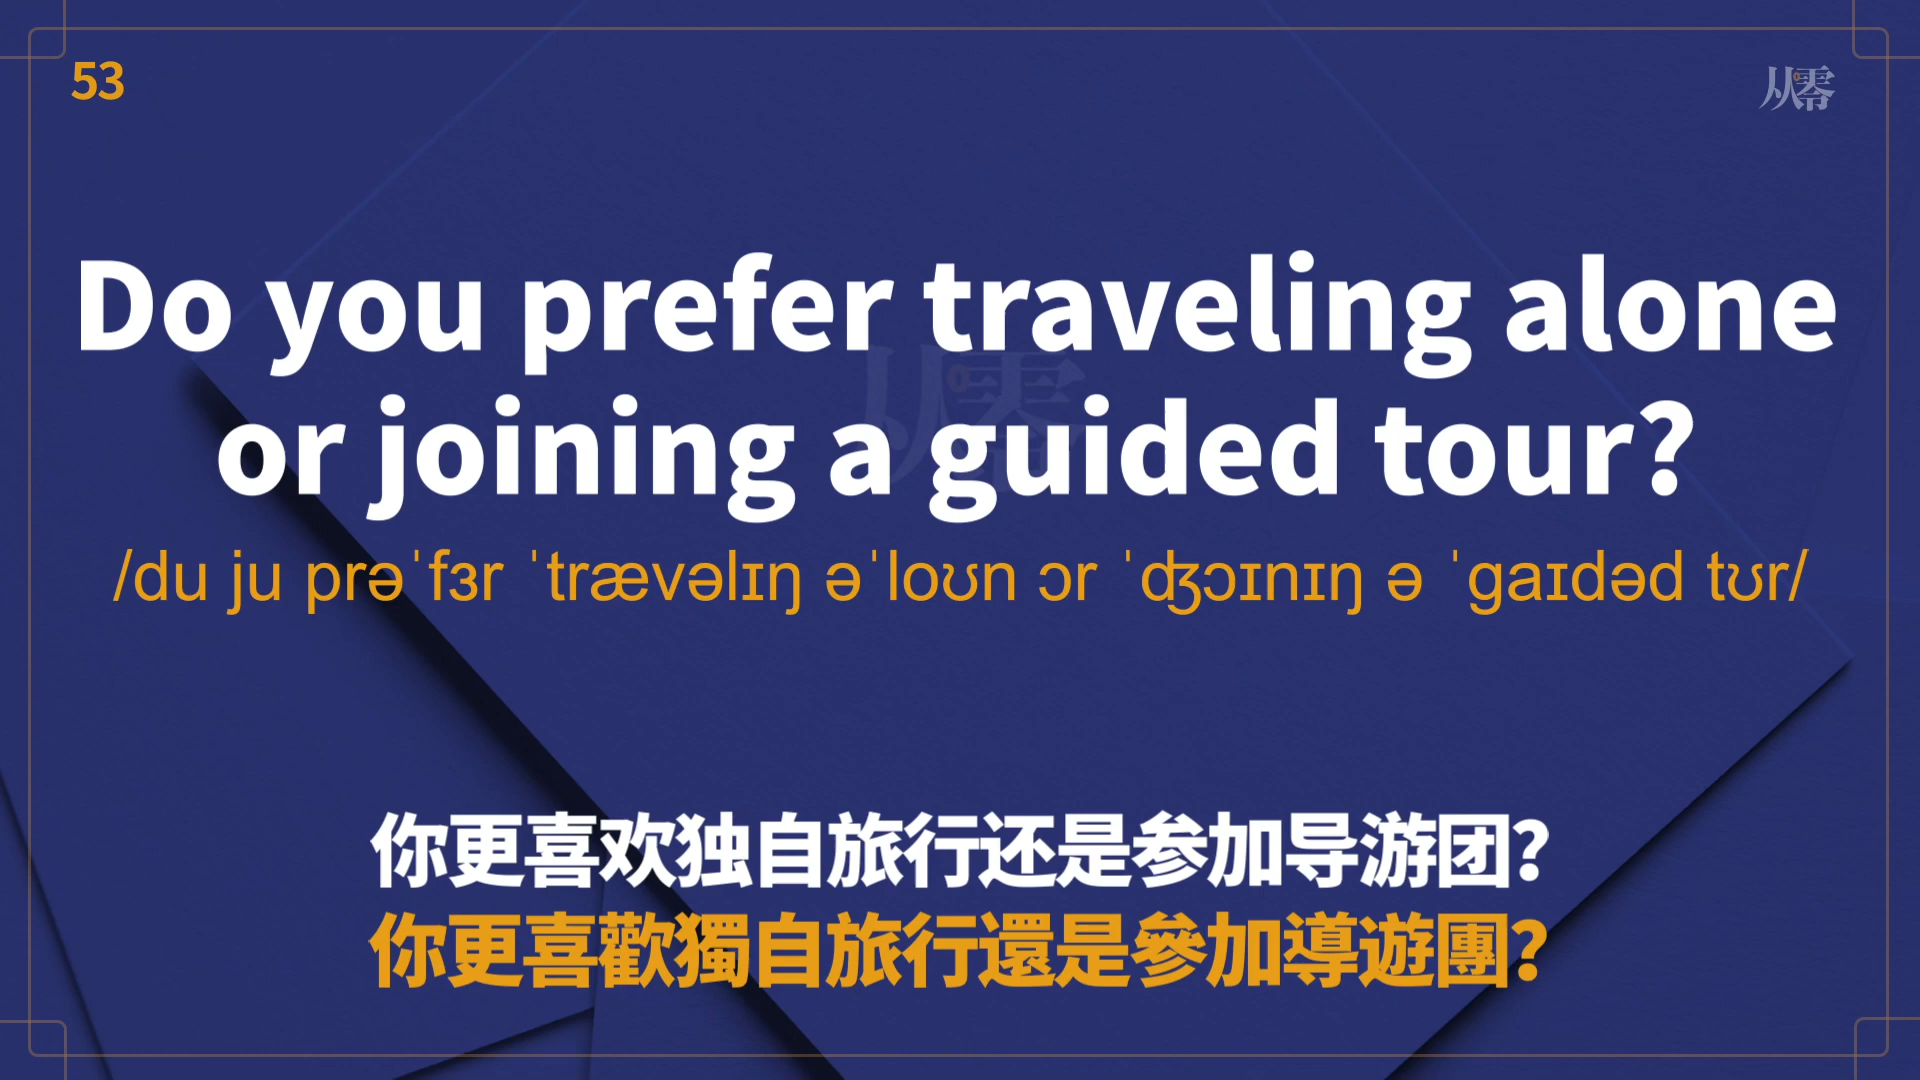 53
从零
Do you prefer traveling alone
or joining a guided tour?
/du ju prəˈfɜr ˈtrævəlɪŋ əˈloʊn ɔr ˈʤɔɪnɪŋ ə ˈgaɪdəd tʊr/
你更喜欢独自旅行还是参加导游团?
你更喜歡獨自旅行還是參加導遊團?